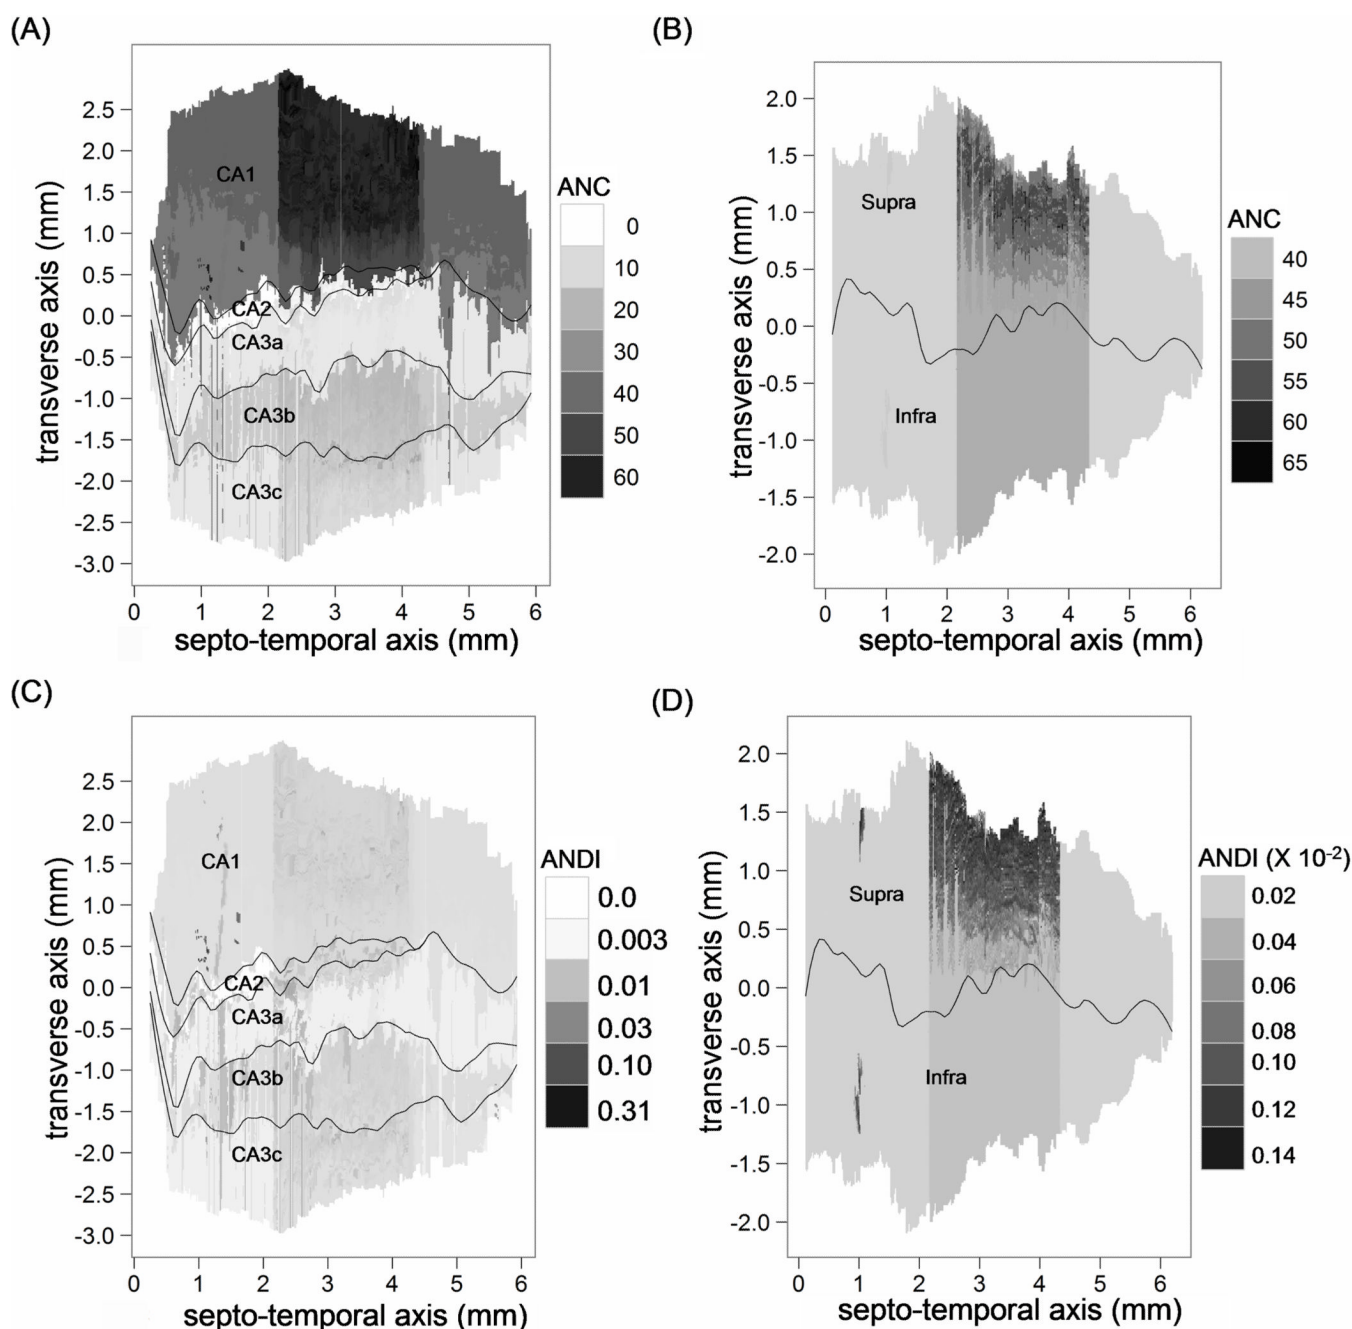 (A)
transverse axis (mm)
2.5
2.0
1.5
1.0
0.5
0.0
-0.5
-1.0
-1.5
-2.0
-2.5
-3.0
CA1
CA2
CA3a
CA3b
CA3c
0 1 2 3 4 5 6
septo-temporal axis (mm)
ANC
0
10
20
30
40
50
60
(B)
transverse axis (mm)
2.0
1.5
1.0
0.5
0.0
-0.5
-1.0
-1.5
-2.0
Supra
Infra
0 1 2 3 4 5 6
septo-temporal axis (mm)
ANC
40
45
50
55
60
65
(C)
transverse axis (mm)
2.5
2.0
1.5
1.0
0.5
0.0
-0.5
-1.0
-1.5
-2.0
-2.5
-3.0
CA1
CA2
CA3a
CA3b
CA3c
0 1 2 3 4 5 6
septo-temporal axis (mm)
ANDI
0.0
0.003
0.01
0.03
0.10
0.31
(D)
transverse axis (mm)
2.0
1.5
1.0
0.5
0.0
-0.5
-1.0
-1.5
-2.0
Supra
Infra
0 1 2 3 4 5 6
septo-temporal axis (mm)
ANDI (X 10⁻²)
0.02
0.04
0.06
0.08
0.10
0.12
0.14